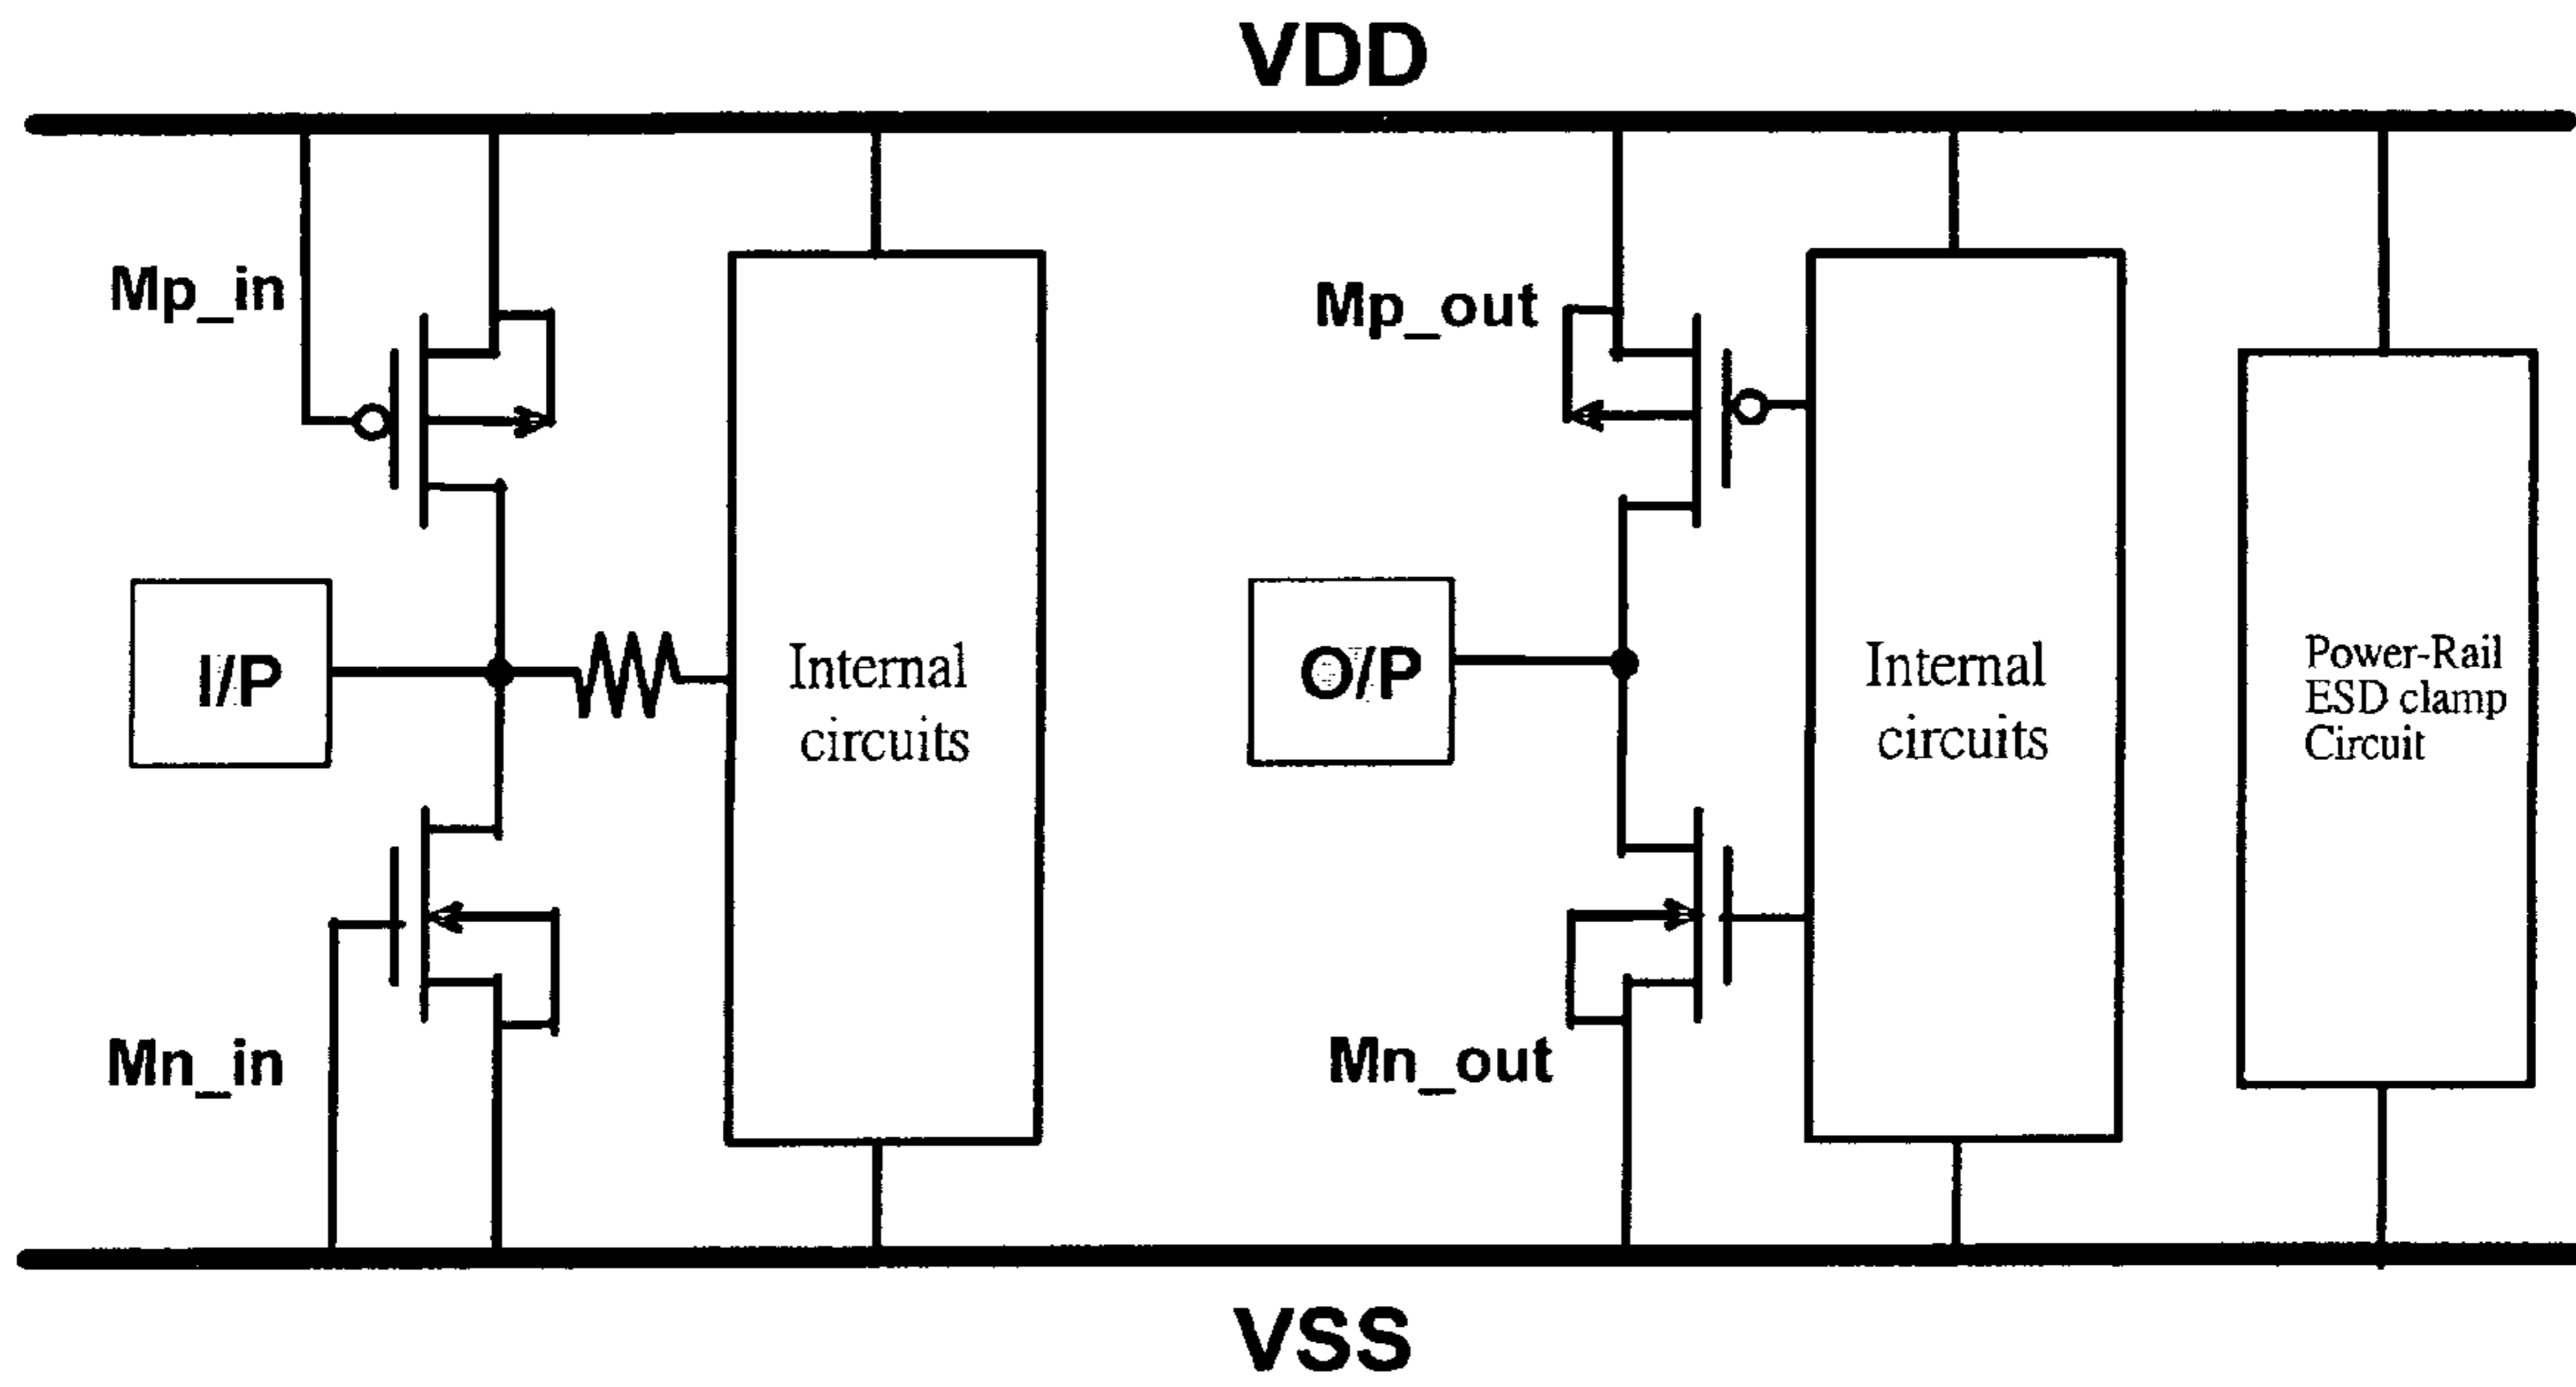 VDD
Mp_in
Mp_out
I/P
Internal
circuits
O/P
Internal
circuits
Power-Rail
ESD clamp
Circuit
Mn_in
Mn_out
VSS